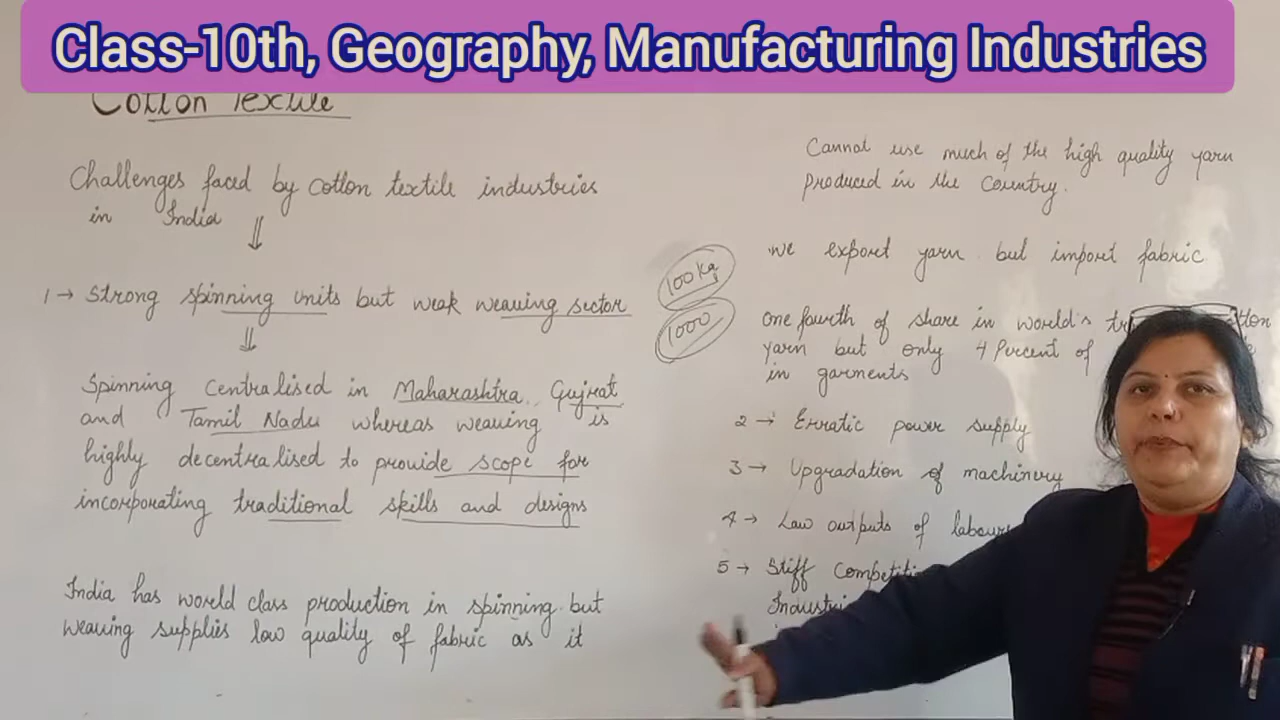 Class-10th, Geography, Manufacturing Industries
Cotton Textile
Challenges faced by cotton textile industries
in India
1 → Strong spinning units but weak weaving sector
Spinning centralised in Maharashtra, Gujrat
and Tamil Nadu whereas weaving is
highly decentralised to provide scope for
incorporating traditional skills and designs
India has world class production in spinning but
weaving supplies low quality of fabric as it
Cannot use much of the high quality yarn
produced in the Country.
we export yarn but import fabric
100 Kg
1000
one fourth of share in world's
yarn but only 4 Percent of
in garments
2 → Erratic power supply
3 → Upgradation of machinery
4 → Low outputs of labour
5 → Stiff